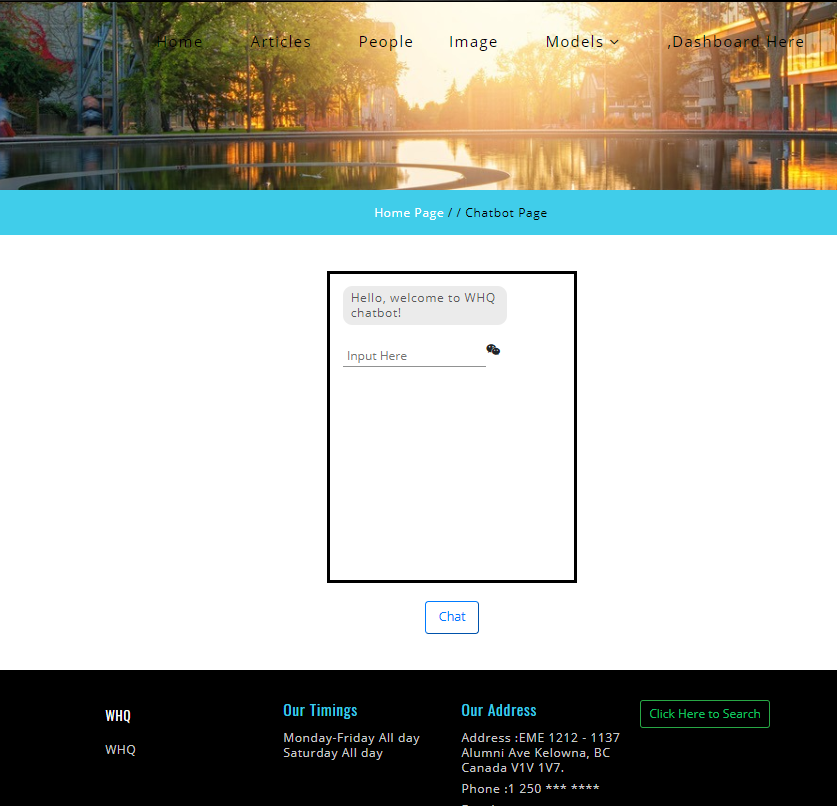 Home Articles People Image Models ,Dashboard Here
Home Page / / Chatbot Page
Hello, welcome to WHQ
chatbot!
Input Here
Chat
WHQ
WHQ
Our Timings
Monday-Friday All day
Saturday All day
Our Address
Address :EME 1212 - 1137
Alumni Ave Kelowna, BC
Canada V1V 1V7.
Phone :1 250 *** ****
Click Here to Search